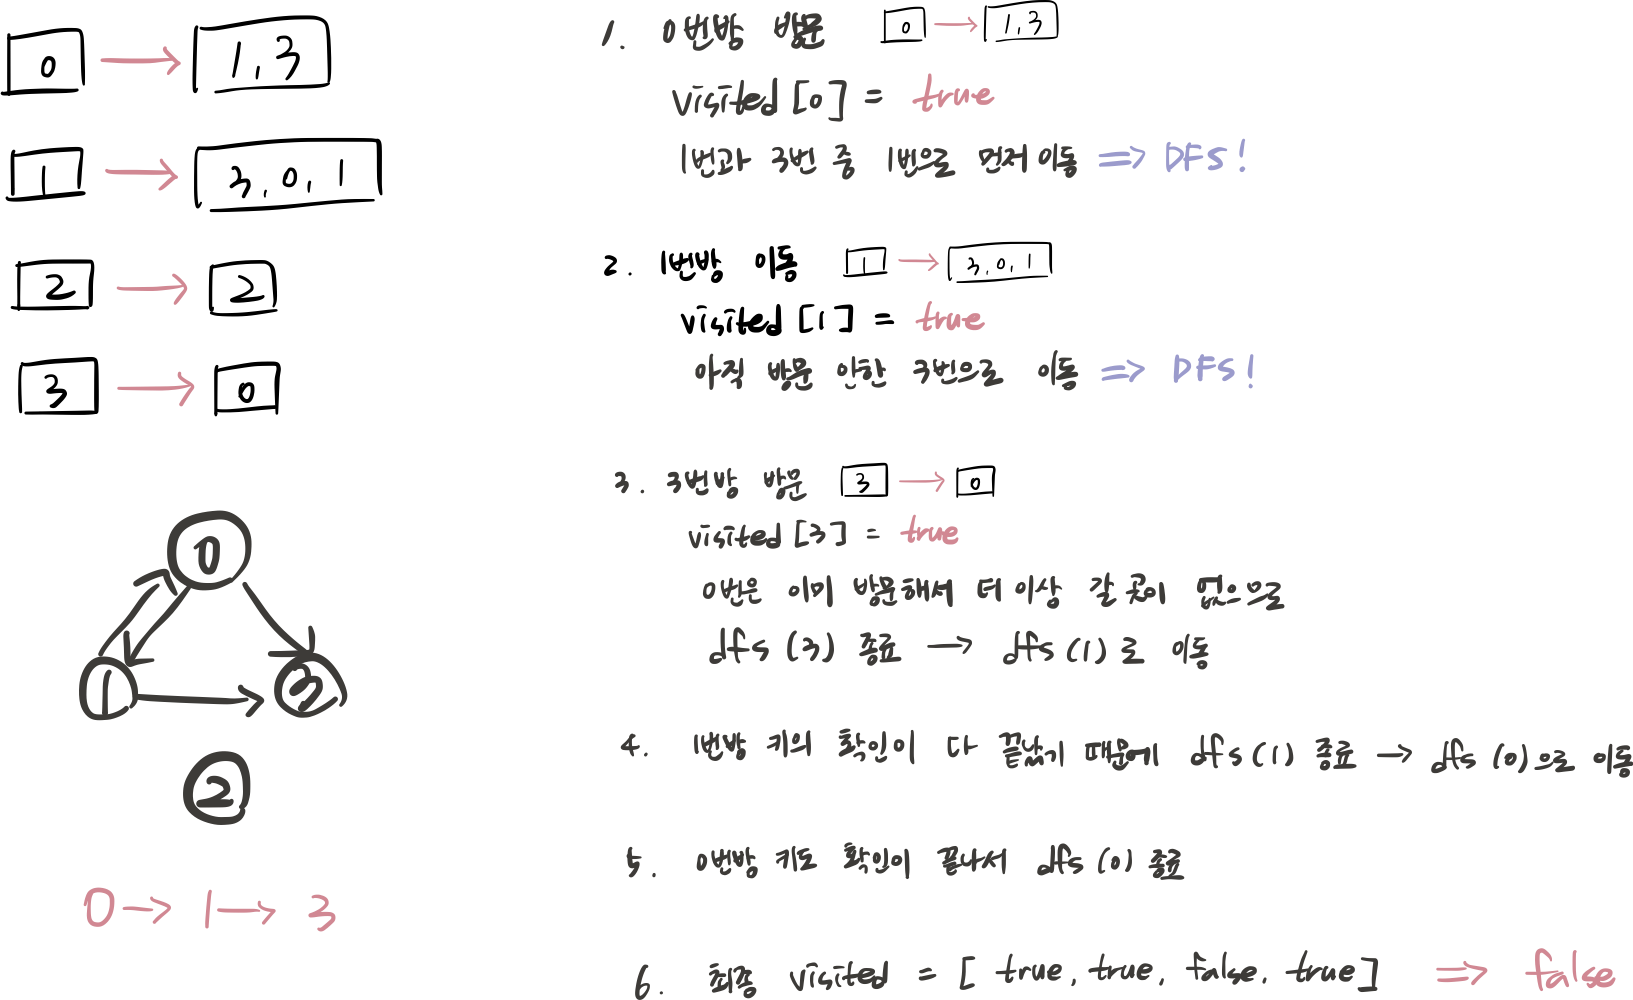 0 → 1,3
1 → 3,0,1
2 → 2
3 → 0
0
1
3
2
0 → 1 → 3
1. 0번방 방문 0 → 1,3
visited [0] = true
1번과 3번 중 1번으로 먼저 이동 => DFS!
2. 1번방 이동 1 → 3,0,1
visited [1] = true
아직 방문 안한 3번으로 이동 => DFS!
3. 3번방 방문 3 → 0
visited [3] = true
0번은 이미 방문해서 더 이상 갈 곳이 없으므로
dfs (3) 종료 → dfs (1) 로 이동
4. 1번방 키의 확인이 다 끝났기 때문에 dfs (1) 종료 → dfs (0)으로 이동
5. 0번방 키도 확인이 끝나서 dfs (0) 종료
6. 최종 visited = [ true, true, false, true] => false